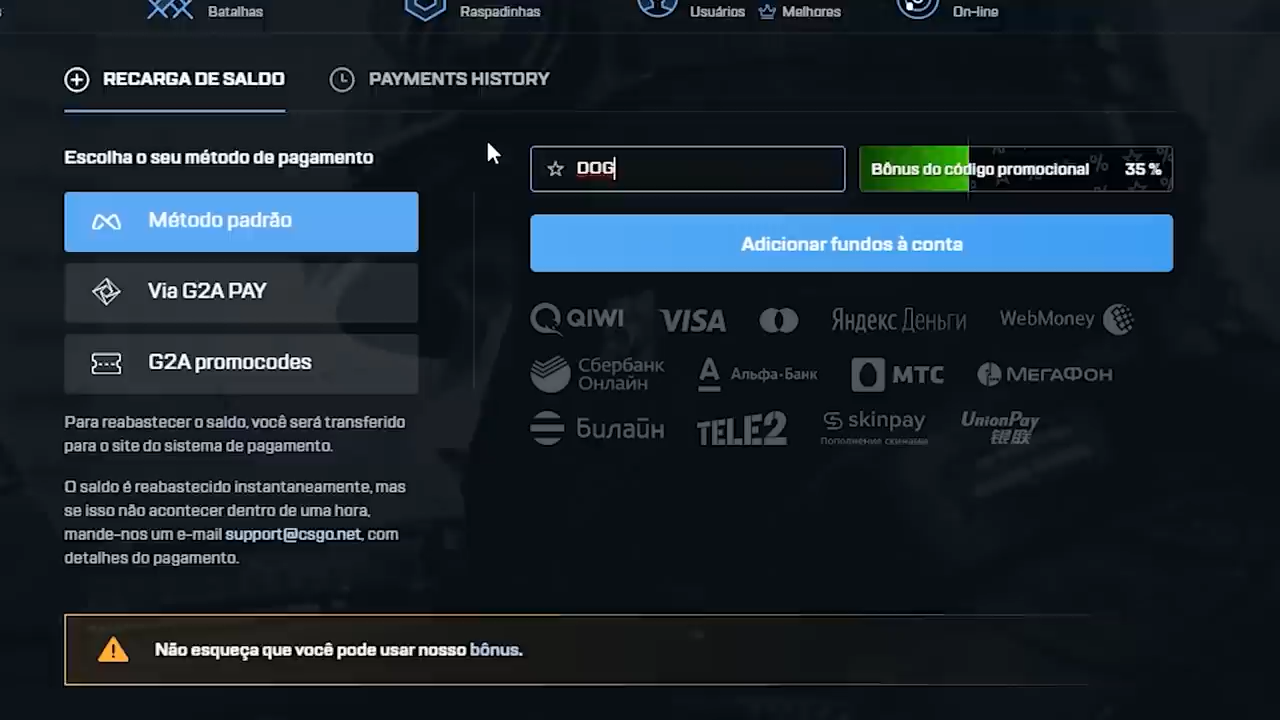 Batalhas
Raspadinhas
Usuários
Melhores
On-line
RECARGA DE SALDO
PAYMENTS HISTORY
Escolha o seu método de pagamento
DOG
Bônus do código promocional 35 %
Método padrão
Adicionar fundos à conta
Via G2A PAY
QIWI
VISA
Яндекс Деньги
WebMoney
G2A promocodes
Сбербанк
Онлайн
Альфа-Банк
МТС
МЕГАФОН
Билайн
TELE2
skinpay
Пополнение скинами
UnionPay
银联
Para reabastecer o saldo, você será transferido
para o site do sistema de pagamento.
O saldo é reabastecido instantaneamente, mas
se isso não acontecer dentro de uma hora,
mande-nos um e-mail support@csgo.net, com
detalhes do pagamento.
Não esqueça que você pode usar nosso bônus.